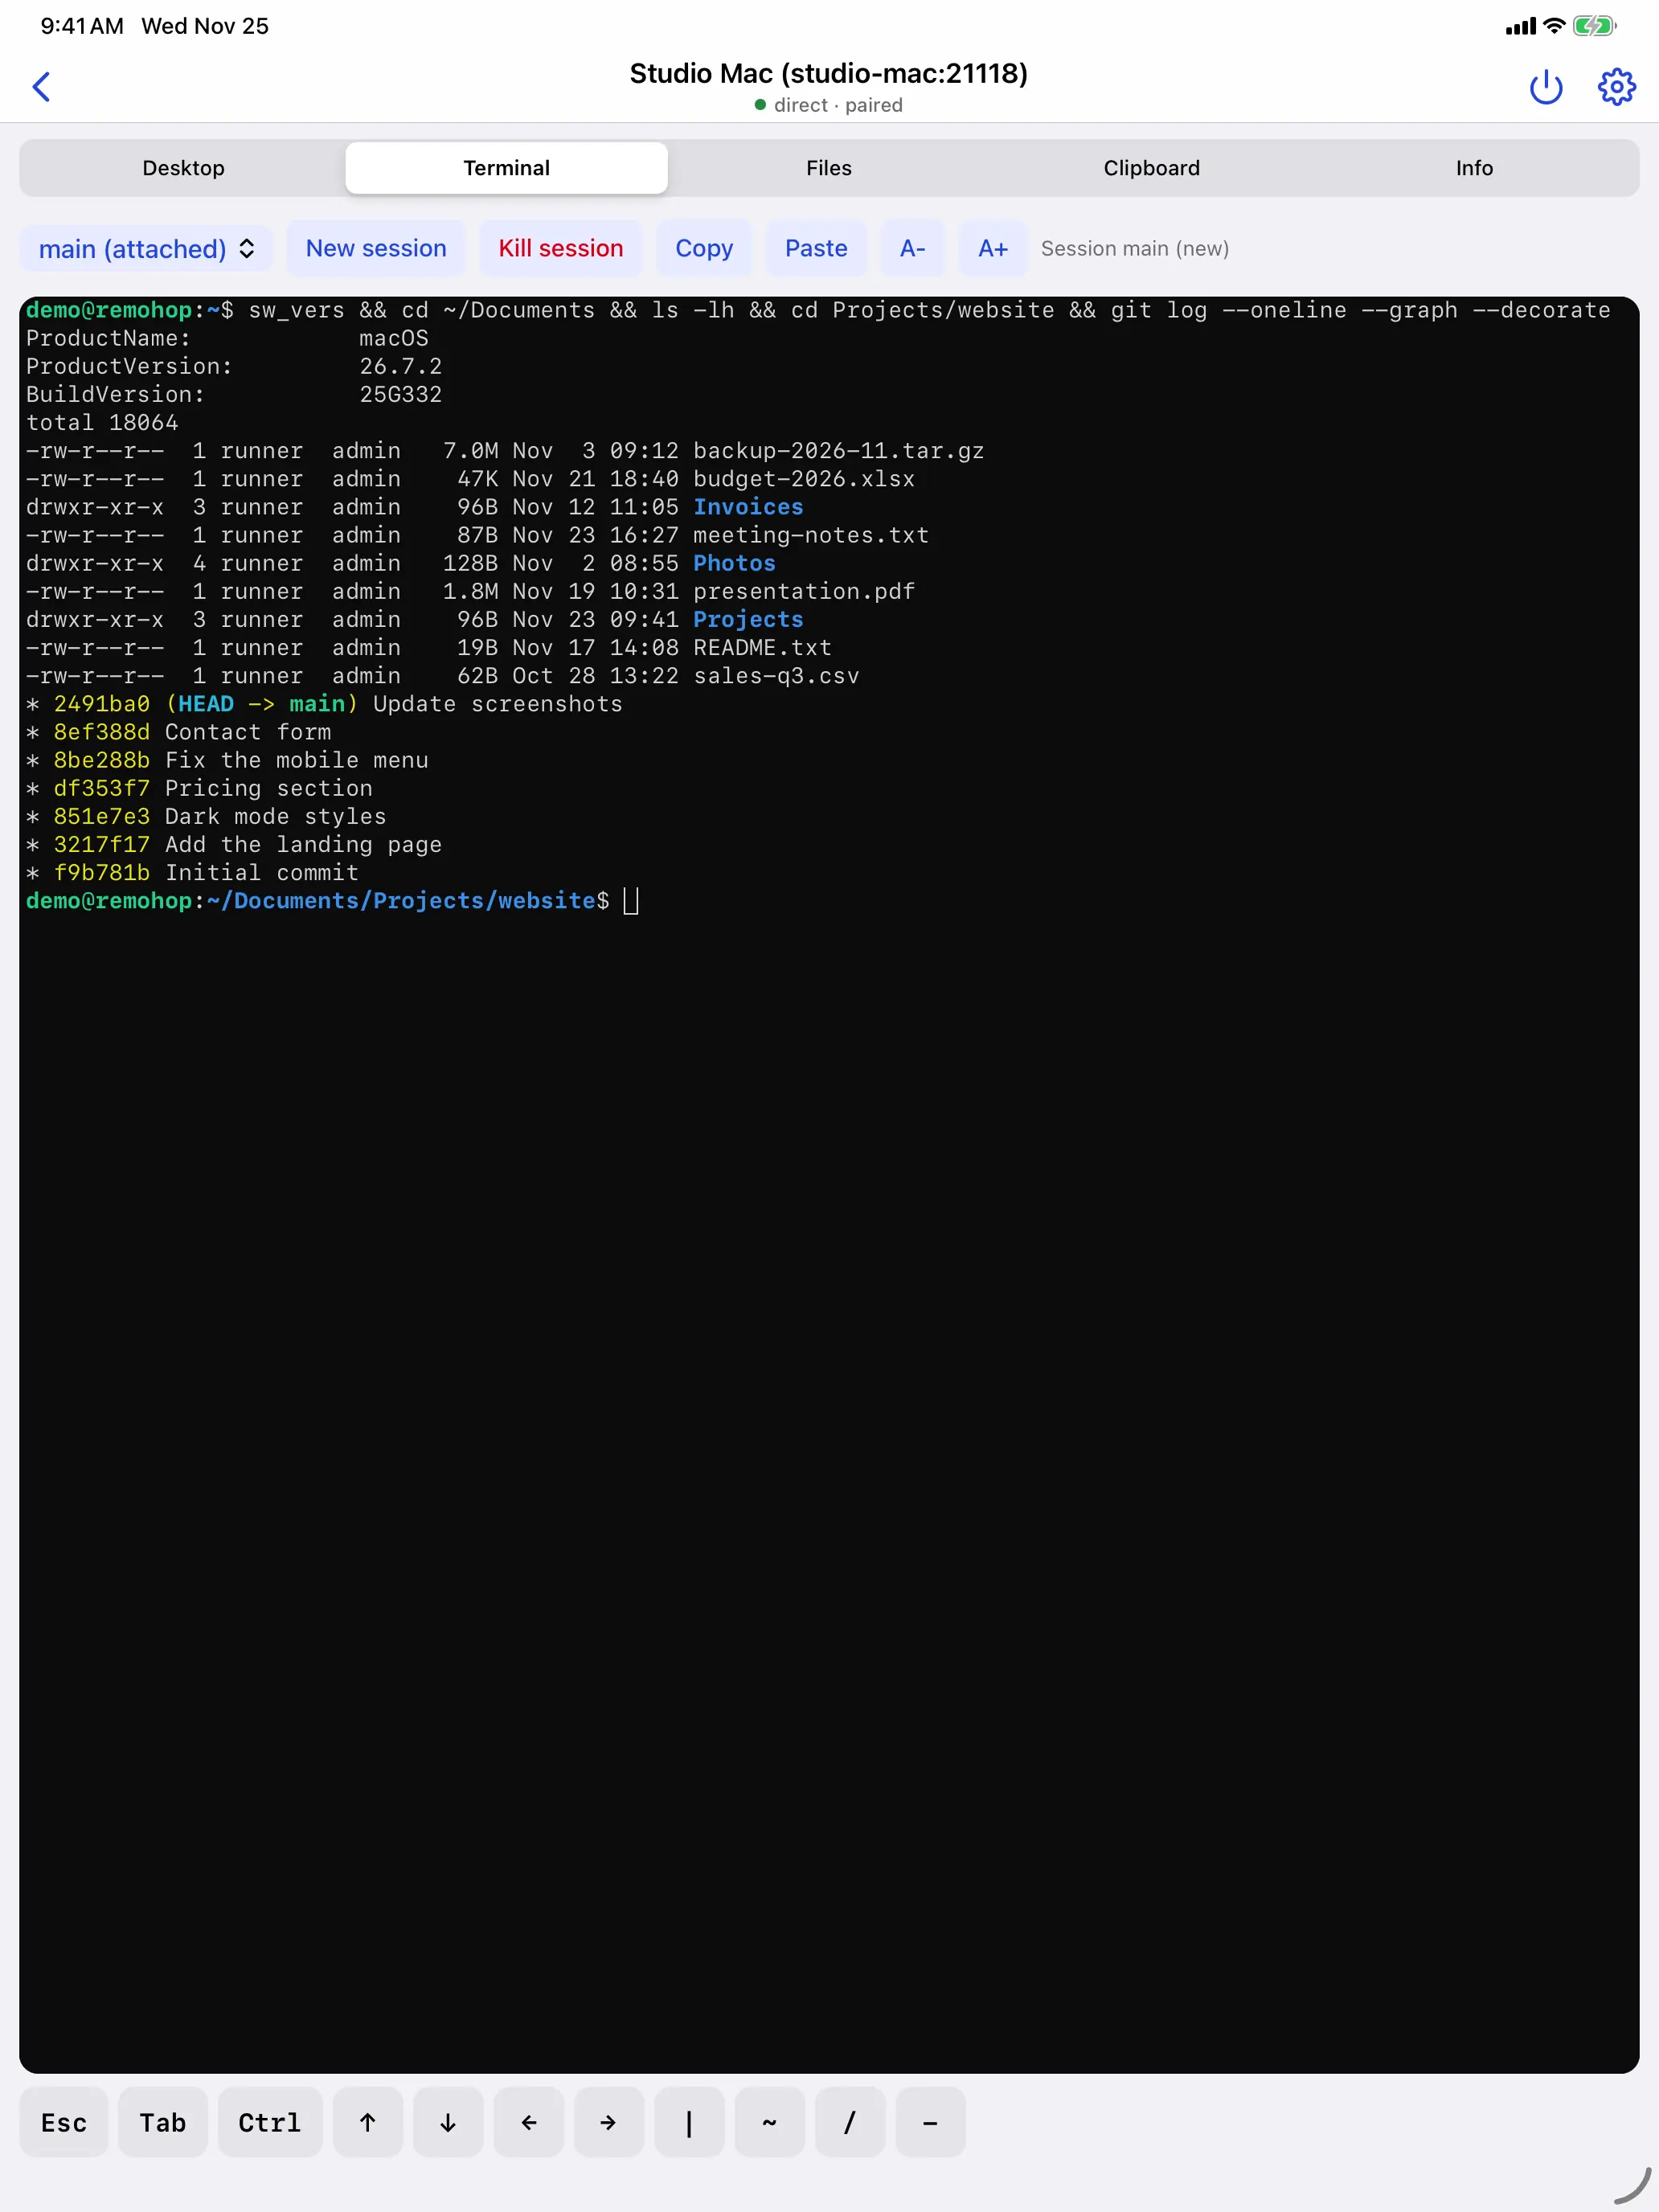 9:41 AM Wed Nov 25
Studio Mac (studio-mac:21118)
direct · paired
Desktop Terminal Files Clipboard Info
main (attached) New session Kill session Copy Paste A- A+ Session main (new)
demo@remohop:~$ sw_vers && cd ~/Documents && ls -lh && cd Projects/website && git log --oneline --graph --decorate
ProductName: macOS
ProductVersion: 26.7.2
BuildVersion: 25G332
total 18064
-rw-r--r-- 1 runner admin 7.0M Nov 3 09:12 backup-2026-11.tar.gz
-rw-r--r-- 1 runner admin 47K Nov 21 18:40 budget-2026.xlsx
drwxr-xr-x 3 runner admin 96B Nov 12 11:05 Invoices
-rw-r--r-- 1 runner admin 87B Nov 23 16:27 meeting-notes.txt
drwxr-xr-x 4 runner admin 128B Nov 2 08:55 Photos
-rw-r--r-- 1 runner admin 1.8M Nov 19 10:31 presentation.pdf
drwxr-xr-x 3 runner admin 96B Nov 23 09:41 Projects
-rw-r--r-- 1 runner admin 19B Nov 17 14:08 README.txt
-rw-r--r-- 1 runner admin 62B Oct 28 13:22 sales-q3.csv
* 2491ba0 (HEAD -> main) Update screenshots
* 8ef388d Contact form
* 8be288b Fix the mobile menu
* df353f7 Pricing section
* 851e7e3 Dark mode styles
* 3217f17 Add the landing page
* f9b781b Initial commit
demo@remohop:~/Documents/Projects/website$
Esc Tab Ctrl ↑ ↓ ← → | ~ / -